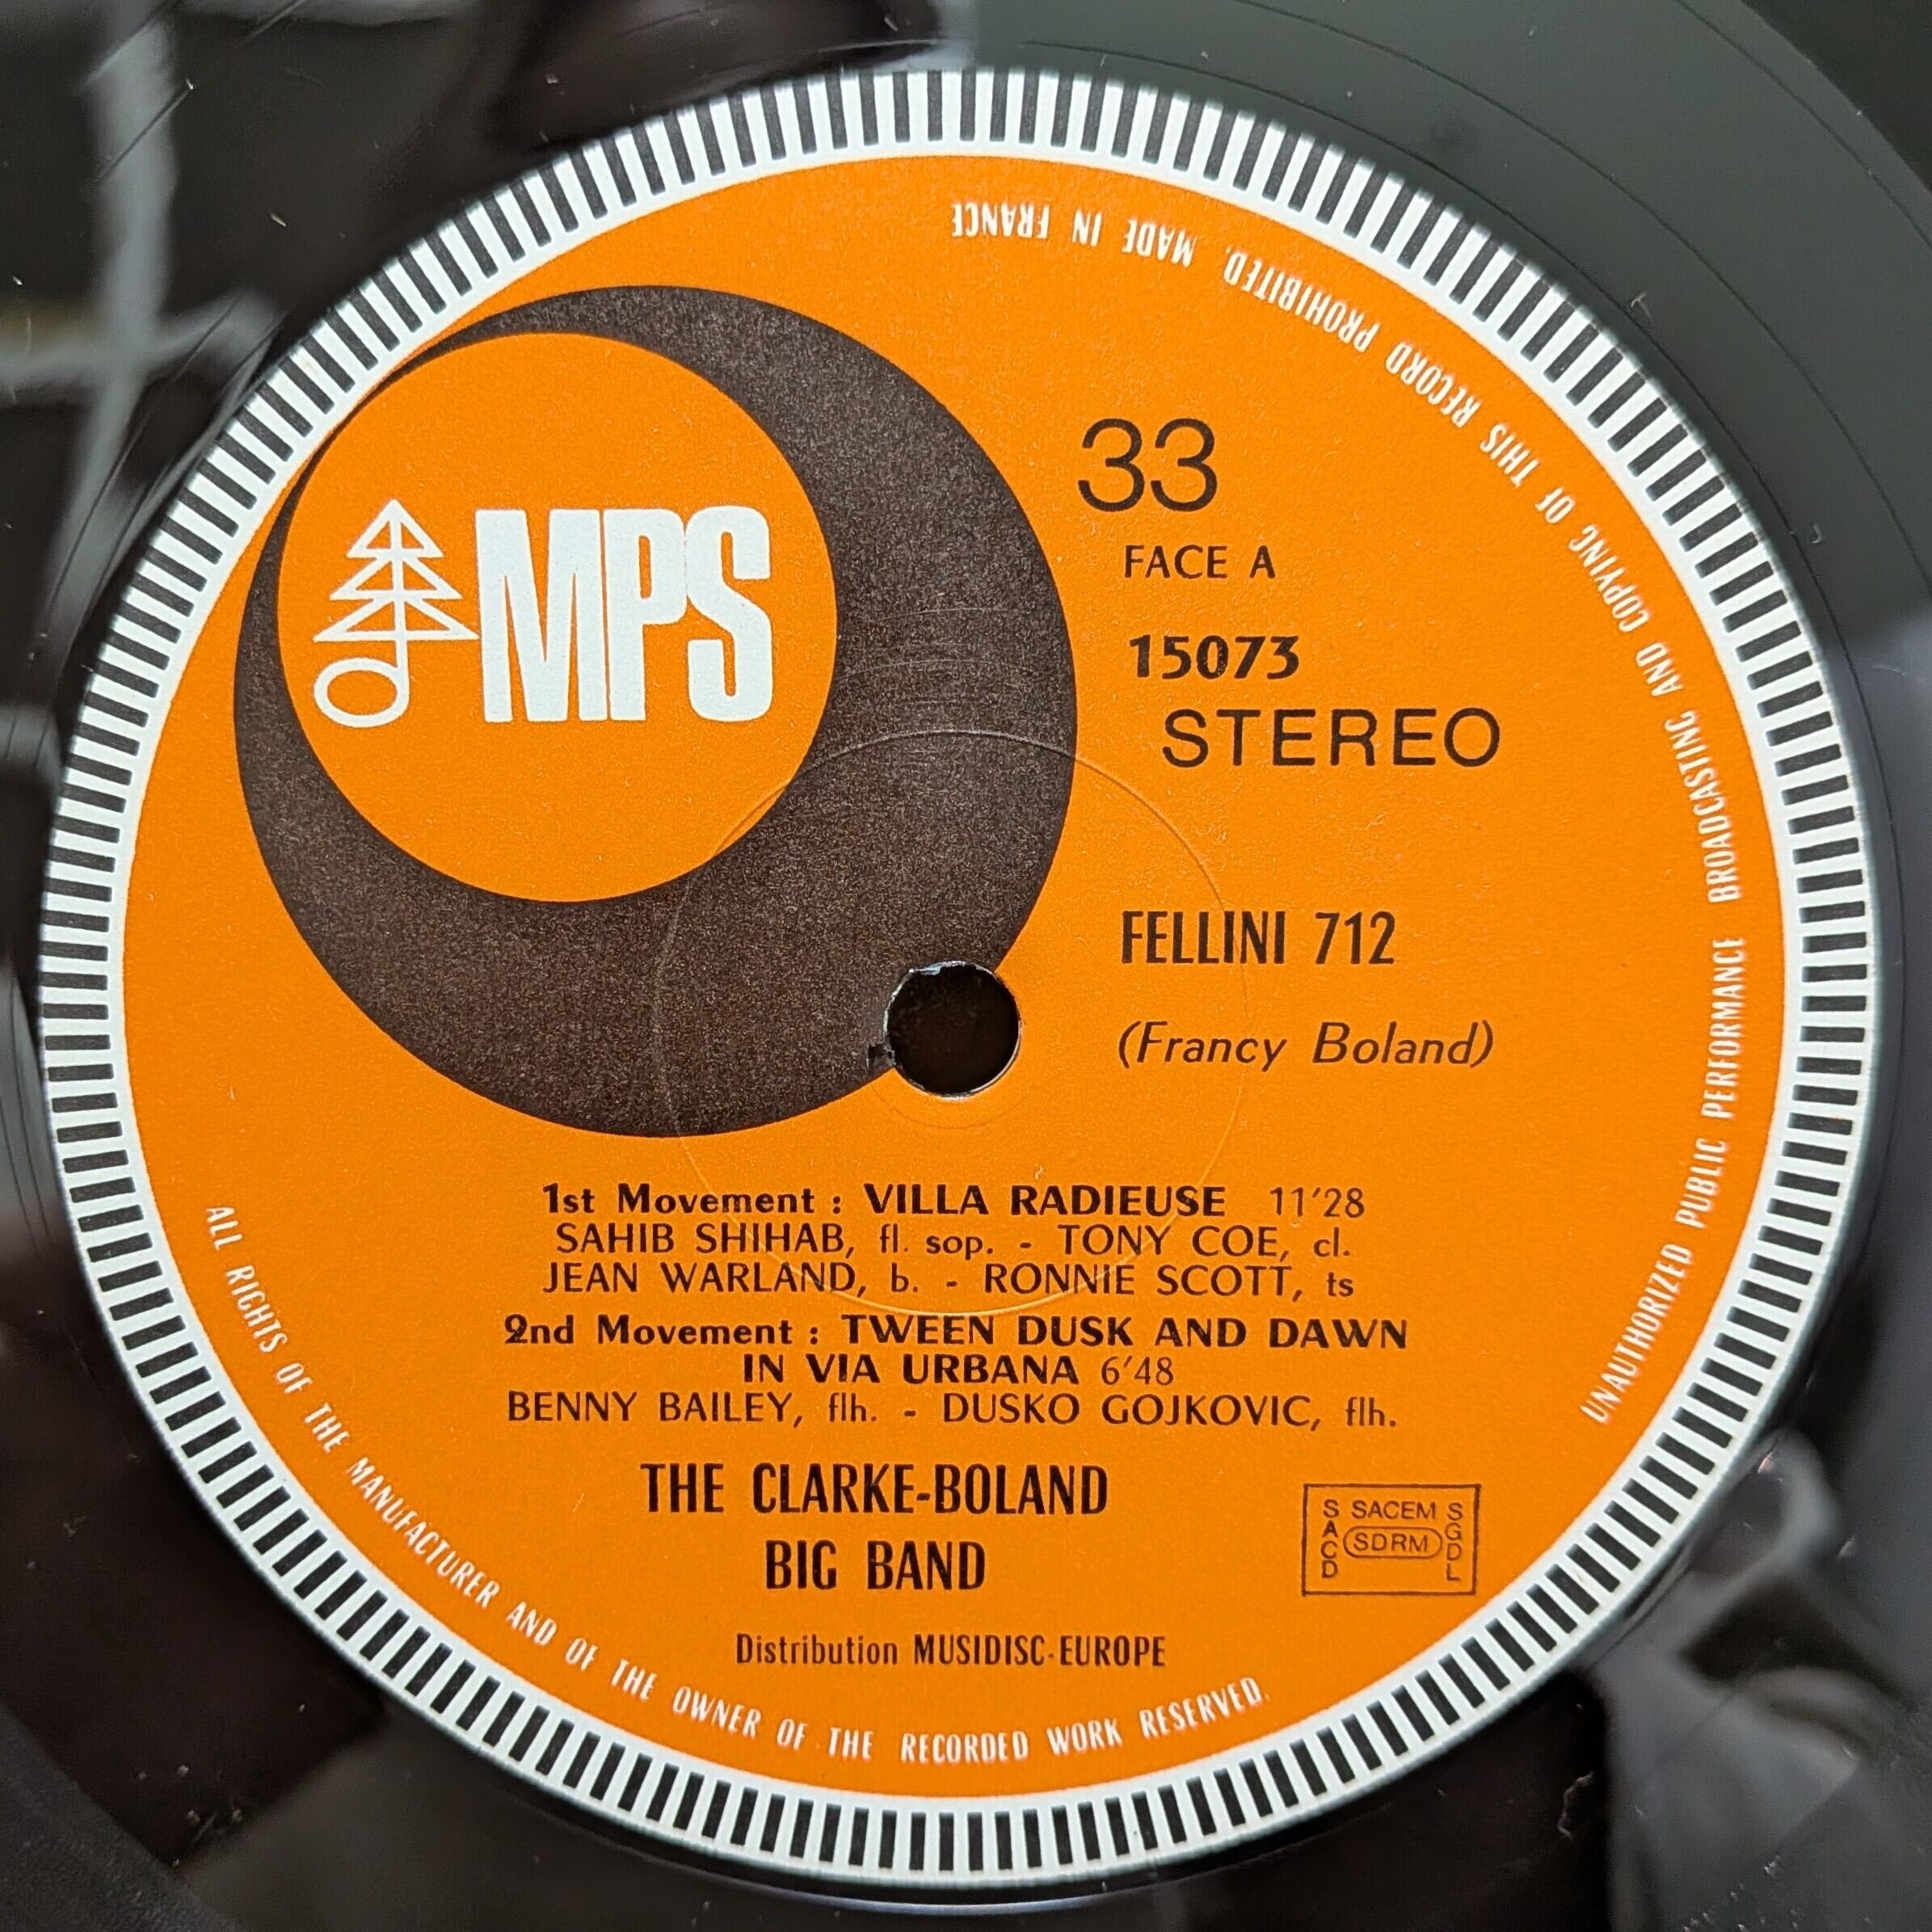 MPS
33
FACE A
15073
STEREO
FELLINI 712
(Francy Boland)
1st Movement : VILLA RADIEUSE 11'28
SAHIB SHIHAB, fl. sop. - TONY COE, cl.
JEAN WARLAND, b. - RONNIE SCOTT, ts
2nd Movement : TWEEN DUSK AND DAWN
IN VIA URBANA 6'48
BENNY BAILEY, flh. - DUSKO GOJKOVIC, flh.
THE CLARKE-BOLAND
BIG BAND
SACD SACEM SGDL
SDRM
Distribution MUSIDISC-EUROPE
ALL RIGHTS OF THE MANUFACTURER AND OF THE OWNER OF THE RECORDED WORK RESERVED.
UNAUTHORIZED PUBLIC PERFORMANCE BROADCASTING AND COPYING OF THIS RECORD PROHIBITED. MADE IN FRANCE